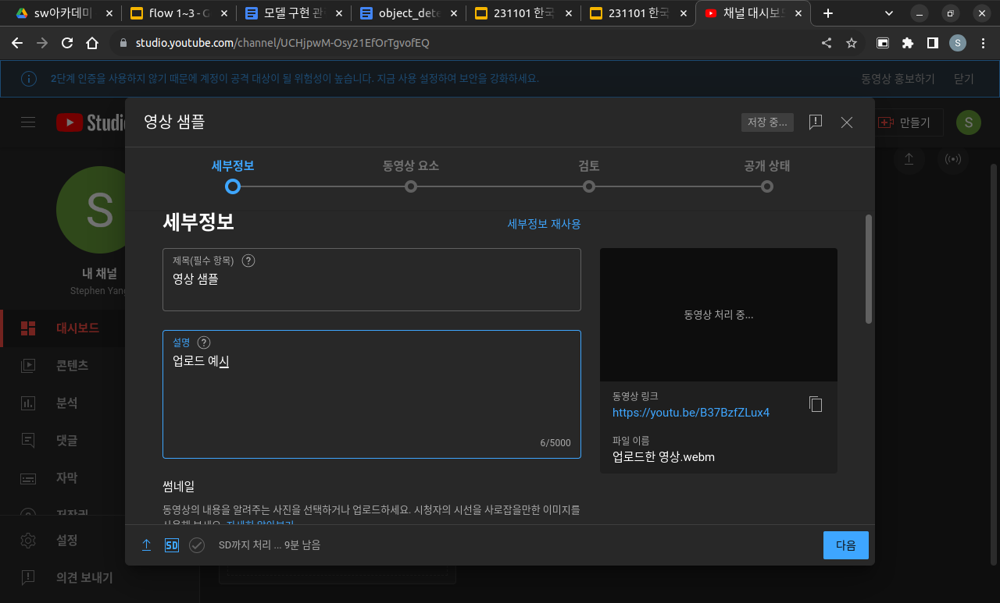 sw아카데미
flow 1~3 - G
모델 구현 관
object_dete
231101 한국
231101 한국
채널 대시보드
studio.youtube.com/channel/UCHjpwM-Osy21EfOrTgvofEQ
S
2단계 인증을 사용하지 않기 때문에 계정이 공격 대상이 될 위험성이 높습니다. 지금 사용 설정하여 보안을 강화하세요.
동영상 홍보하기
닫기
Studio
만들기
S
S
내 채널
Stephen Yang
대시보드
콘텐츠
분석
댓글
자막
저작권
설정
의견 보내기
영상 샘플
저장 중...
세부정보
동영상 요소
검토
공개 상태
세부정보
세부정보 재사용
제목(필수 항목)
영상 샘플
설명
업로드 예시
6/5000
동영상 처리 중...
동영상 링크
https://youtu.be/B37BzfZLux4
파일 이름
업로드한 영상.webm
썸네일
동영상의 내용을 알려주는 사진을 선택하거나 업로드하세요. 시청자의 시선을 사로잡을만한 이미지를
사용해 보세요. 자세히 알아보기
SD
SD까지 처리 ... 9분 남음
다음